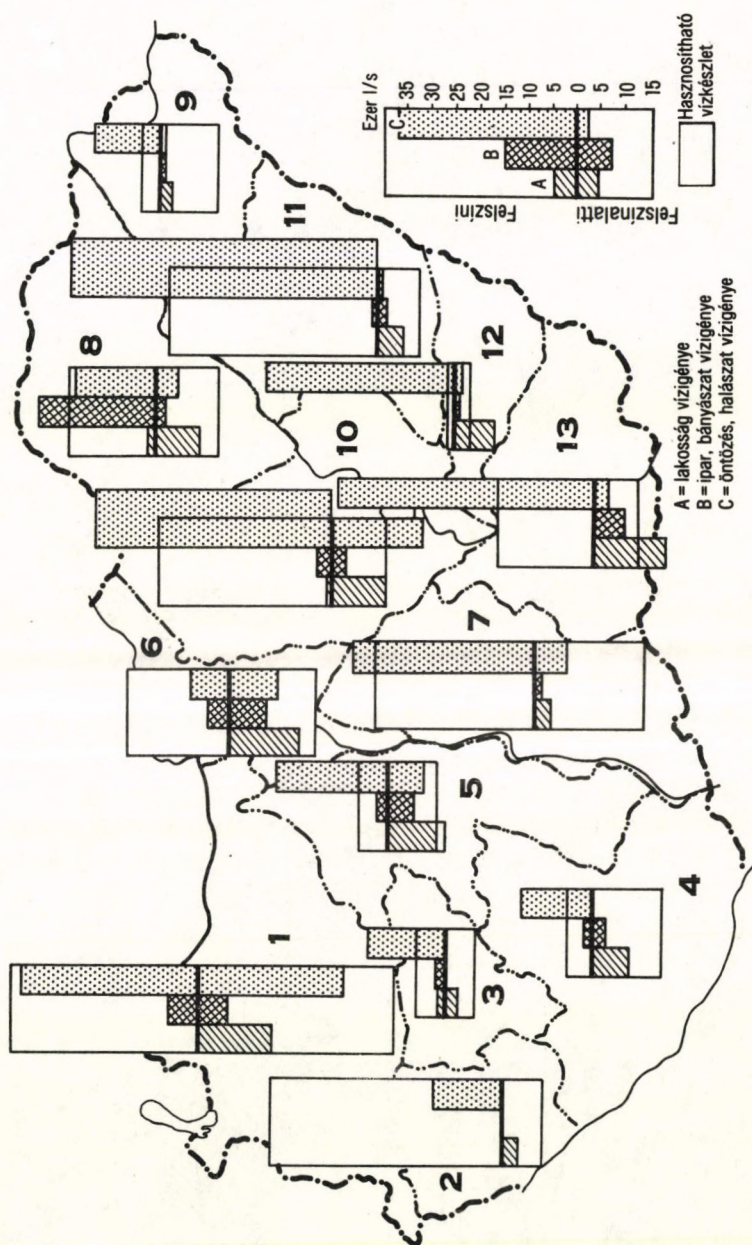 1
2
3
4
5
6
7
8
9
10
11
12
13
Ezer l/s
35
30
25
20
15
10
5
0
5
10
15
A
B
C
Felszíni
Felszínalatti
Hasznosítható
vízkészlet
A = lakosság vízigénye
B = ipar, bányászat vízigénye
C = öntözés, halászat vízigénye